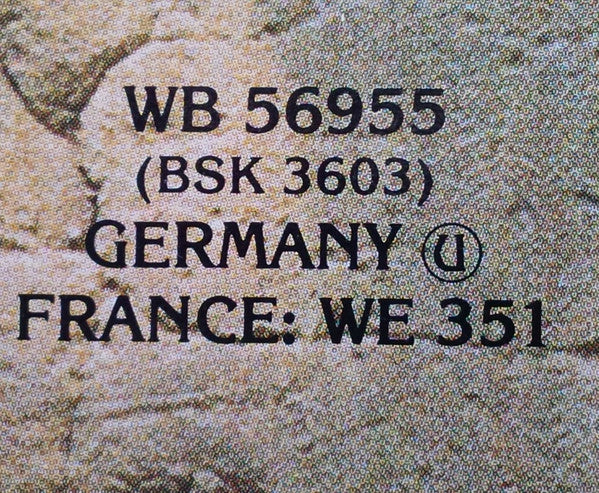 WB 56955
(BSK 3603)
GERMANY Ⓤ
FRANCE: WE 351